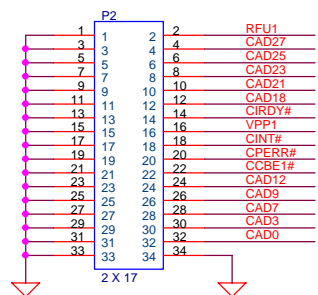 P2
1 1 2 2 RFU1
3 3 4 4 CAD27
5 5 6 6 CAD25
7 7 8 8 CAD23
9 9 10 10 CAD21
11 11 12 12 CAD18
13 13 14 14 CIRDY#
15 15 16 16 VPP1
17 17 18 18 CINT#
19 19 20 20 CPERR#
21 21 22 22 CCBE1#
23 23 24 24 CAD12
25 25 26 26 CAD9
27 27 28 28 CAD7
29 29 30 30 CAD3
31 31 32 32 CAD0
33 33 34 34
2 X 17